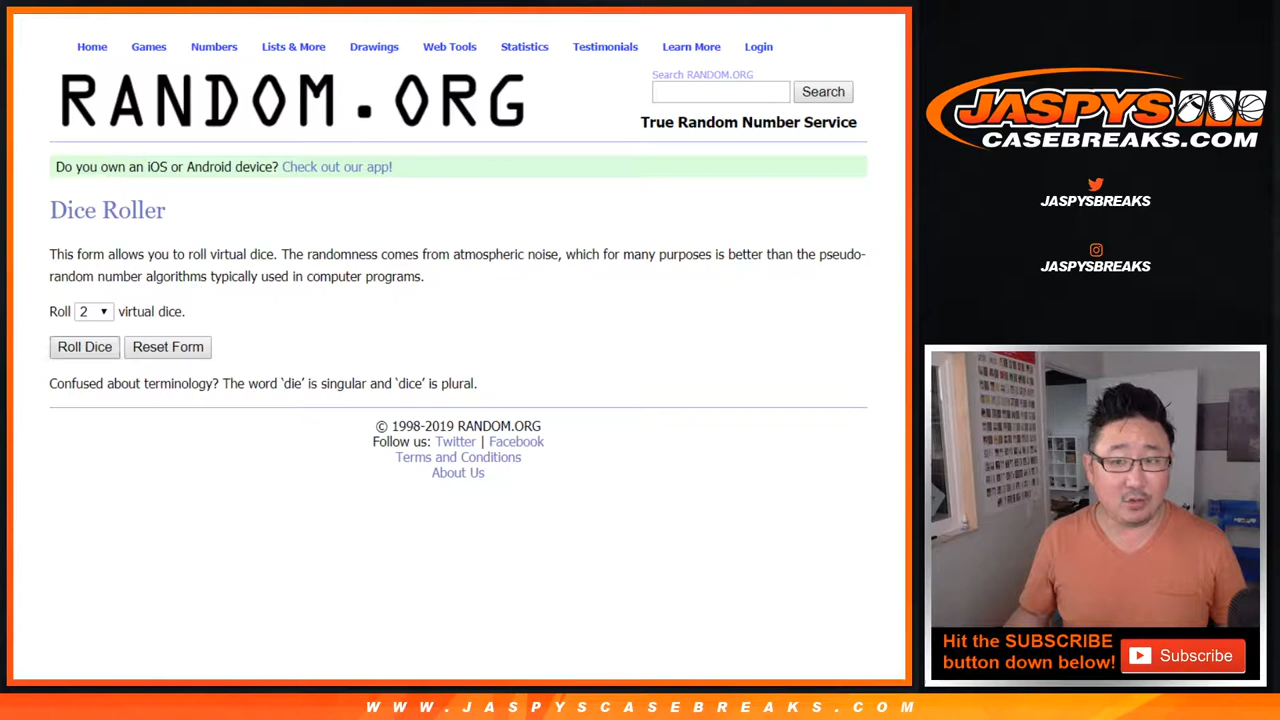 Home Games Numbers Lists & More Drawings Web Tools Statistics Testimonials Learn More Login
RANDOM.ORG
Search RANDOM.ORG
Search
True Random Number Service
Do you own an iOS or Android device? Check out our app!
Dice Roller
This form allows you to roll virtual dice. The randomness comes from atmospheric noise, which for many purposes is better than the pseudo-
random number algorithms typically used in computer programs.
Roll 2 virtual dice.
Roll Dice Reset Form
Confused about terminology? The word ‘die’ is singular and ‘dice’ is plural.
© 1998-2019 RANDOM.ORG
Follow us: Twitter | Facebook
Terms and Conditions
About Us
JASPYS
CASEBREAKS.COM
JASPYSBREAKS
JASPYSBREAKS
Hit the SUBSCRIBE
button down below!
Subscribe
WWW.JASPYSCASEBREAKS.COM